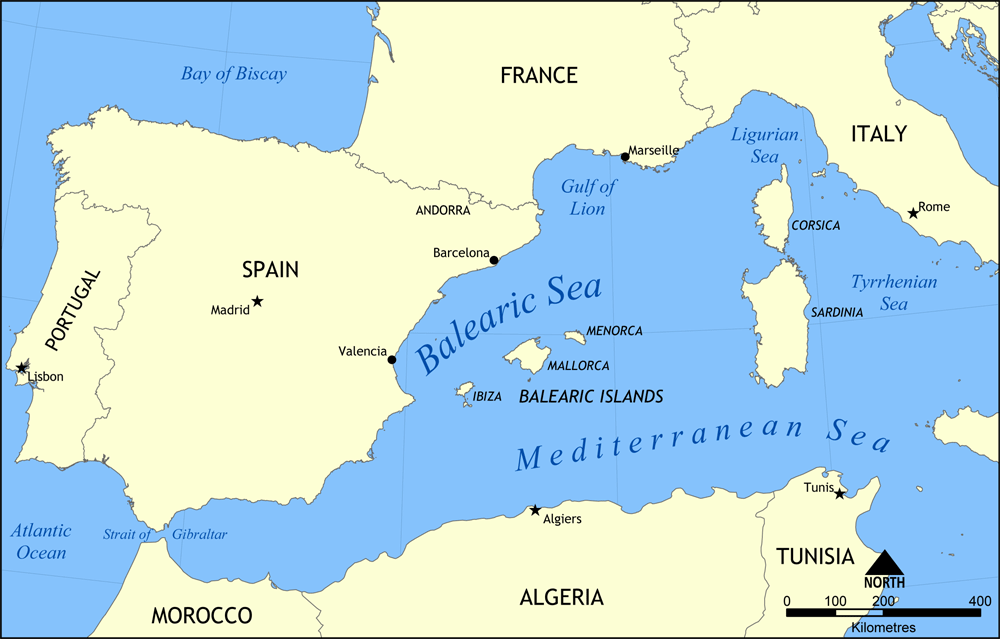 Bay of Biscay
FRANCE
Ligurian
Sea
ITALY
Marseille
Gulf of
Lion
ANDORRA
Rome
CORSICA
Barcelona
SPAIN
Madrid
PORTUGAL
Balearic Sea
Tyrrhenian
Sea
SARDINIA
MENORCA
Valencia
MALLORCA
Lisbon
IBIZA
BALEARIC ISLANDS
Mediterranean Sea
Tunis
Algiers
Atlantic
Ocean
Strait of Gibraltar
TUNISIA
NORTH
ALGERIA
MOROCCO
0 100 200 400
Kilometres